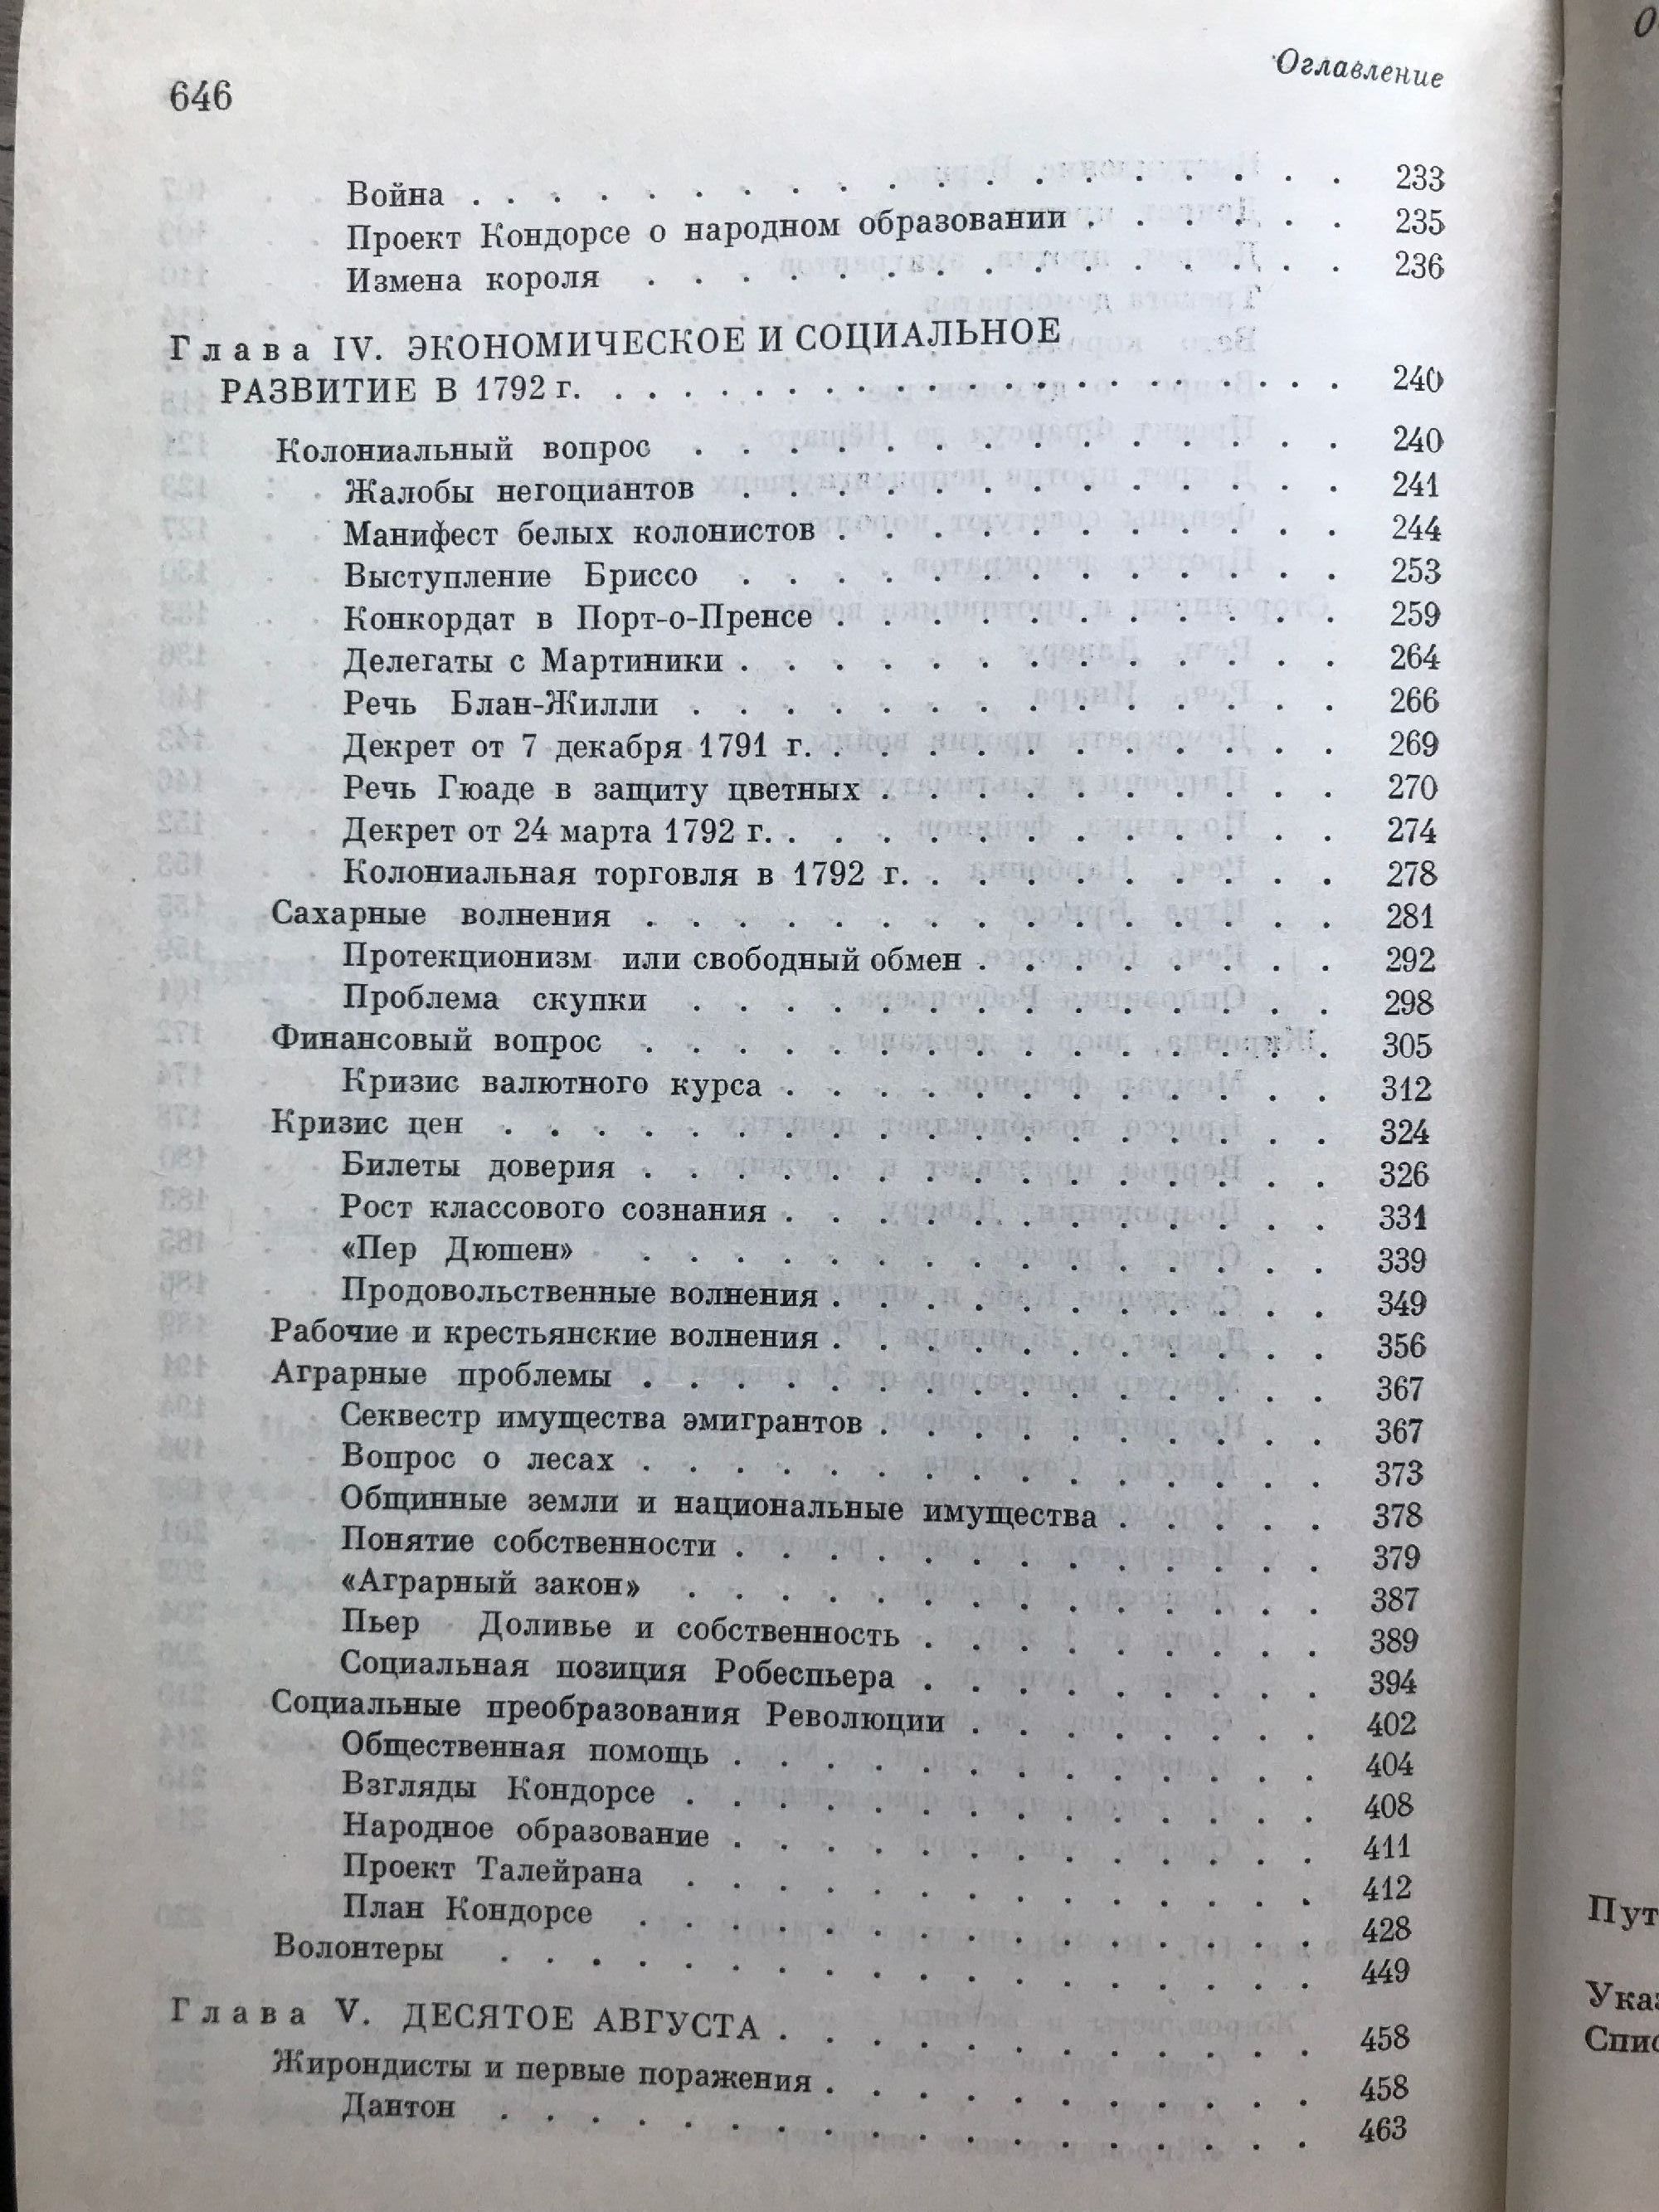 646
Оглавление
Война . . . . . . . . . . . . . . . . . . . . 233
Проект Кондорсе о народном образовании . . . . . . 235
Измена короля . . . . . . . . . . . . . . . 236
Глава IV. ЭКОНОМИЧЕСКОЕ И СОЦИАЛЬНОЕ
РАЗВИТИЕ В 1792 г. . . . . . . . . . . . . . . . . 240
Колониальный вопрос . . . . . . . . . . . . . . 240
Жалобы негоциантов . . . . . . . . . . . . . 241
Манифест белых колонистов . . . . . . . . . . . 244
Выступление Бриссо . . . . . . . . . . . . . 253
Конкордат в Порт-о-Пренсе . . . . . . . . . . . 259
Делегаты с Мартиники . . . . . . . . . . . . . 264
Речь Блан-Жилли . . . . . . . . . . . . . . 266
Декрет от 7 декабря 1791 г. . . . . . . . . . . . 269
Речь Гюаде в защиту цветных . . . . . . . . . . 270
Декрет от 24 марта 1792 г. . . . . . . . . . . . . 274
Колониальная торговля в 1792 г. . . . . . . . . . 278
Сахарные волнения . . . . . . . . . . . . . . . 281
Протекционизм или свободный обмен . . . . . . . . 292
Проблема скупки . . . . . . . . . . . . . . 298
Финансовый вопрос . . . . . . . . . . . . . . . 305
Кризис валютного курса . . . . . . . . . . . . 312
Кризис цен . . . . . . . . . . . . . . . . . . 324
Билеты доверия . . . . . . . . . . . . . . . 326
Рост классового сознания . . . . . . . . . . . . 331
«Пер Дюшен» . . . . . . . . . . . . . . . 339
Продовольственные волнения . . . . . . . . . . . 349
Рабочие и крестьянские волнения . . . . . . . . . . . 356
Аграрные проблемы . . . . . . . . . . . . . . . 367
Секвестр имущества эмигрантов . . . . . . . . . . 367
Вопрос о лесах . . . . . . . . . . . . . . . 373
Общинные земли и национальные имущества . . . . . 378
Понятие собственности . . . . . . . . . . . . . 379
«Аграрный закон» . . . . . . . . . . . . . . 387
Пьер Доливье и собственность . . . . . . . . . 389
Социальная позиция Робеспьера . . . . . . . . . 394
Социальные преобразования Революции . . . . . . . . 402
Общественная помощь . . . . . . . . . . . . . 404
Взгляды Кондорсе . . . . . . . . . . . . . . 408
Народное образование . . . . . . . . . . . . . 411
Проект Талейрана . . . . . . . . . . . . . . 412
План Кондорсе . . . . . . . . . . . . . . . 428
Волонтеры . . . . . . . . . . . . . . . . . . 449
Глава V. ДЕСЯТОЕ АВГУСТА . . . . . . . . . . . . 458
Жирондисты и первые поражения . . . . . . . . . . . 458
Дантон . . . . . . . . . . . . . . . . . . 463